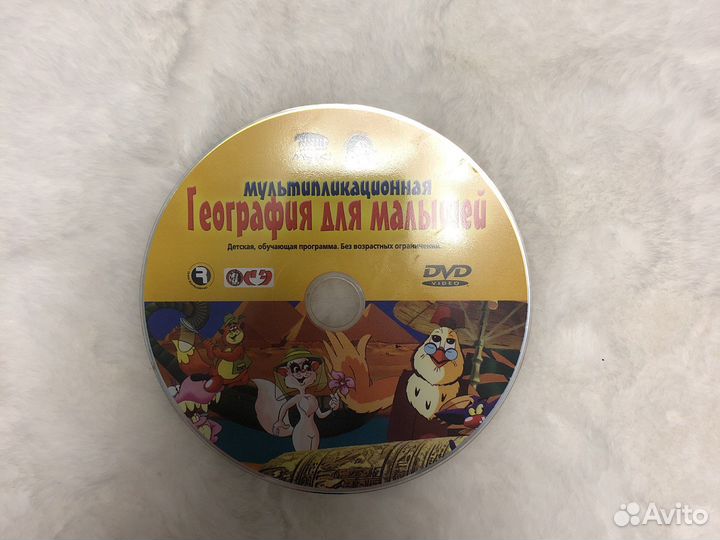 мультипликационная
География для малышей
Детская, обучающая программа. Без возрастных ограничений.
R
DVD
VIDEO
Avito